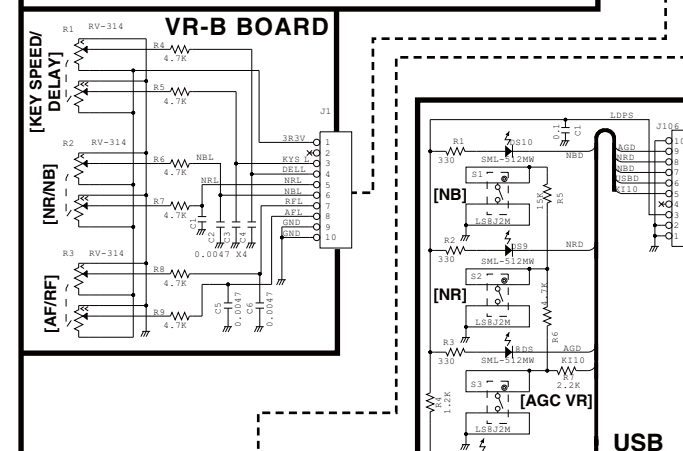 VR-B BOARD
R1
RV-314
[KEY SPEED/
DELAY]
R4
4.7K
R5
4.7K
R2
RV-314
[NR/NB]
R6
4.7K
NBL
R7
4.7K
NRL
C1
C2
C3
C4
0.0047 X4
R3
RV-314
[AF/RF]
R8
4.7K
R9
4.7K
C5
0.0047
C6
0.0047
J1
3R3V
1
2
KYS L
3
DELL
4
NRL
5
NBL
6
RFL
7
AFL
8
GND
9
GND
10
LDPS
0.1
C1
R1
330
DS10
SML-512MW
NBD
S1
[NB]
LS8J2M
15K
R5
R2
330
DS9
SML-512MW
NRD
S2
[NR]
LS8J2M
4.7K
R6
R3
330
8DS
SML-512MW
AGD
KI10
R7
2.2K
S3
[AGC VR]
LS8J2M
R4
1.2K
J106
AGD
NRD
NBD
USBD
KI10
10
9
8
7
6
5
4
3
2
1
USB